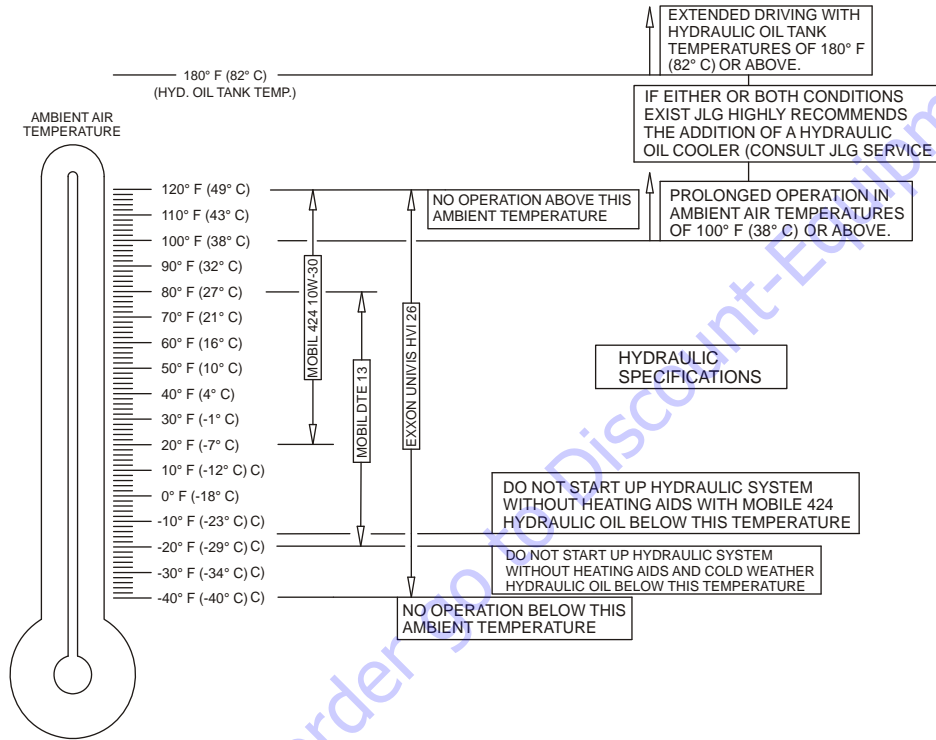 EXTENDED DRIVING WITH
HYDRAULIC OIL TANK
TEMPERATURES OF 180° F
(82° C) OR ABOVE.
180° F (82° C)
(HYD. OIL TANK TEMP.)
IF EITHER OR BOTH CONDITIONS
EXIST JLG HIGHLY RECOMMENDS
THE ADDITION OF A HYDRAULIC
OIL COOLER (CONSULT JLG SERVICE
AMBIENT AIR
TEMPERATURE
120° F (49° C)
110° F (43° C)
100° F (38° C)
90° F (32° C)
80° F (27° C)
70° F (21° C)
60° F (16° C)
50° F (10° C)
40° F (4° C)
30° F (-1° C)
20° F (-7° C)
10° F (-12° C) C)
0° F (-18° C)
-10° F (-23° C) C)
-20° F (-29° C) C)
-30° F (-34° C) C)
-40° F (-40° C) C)
NO OPERATION ABOVE THIS
AMBIENT TEMPERATURE
PROLONGED OPERATION IN
AMBIENT AIR TEMPERATURES
OF 100° F (38° C) OR ABOVE.
MOBIL 424 10W-30
MOBIL DTE 13
EXXON UNIVIS HVI 26
HYDRAULIC
SPECIFICATIONS
DO NOT START UP HYDRAULIC SYSTEM
WITHOUT HEATING AIDS WITH MOBILE 424
HYDRAULIC OIL BELOW THIS TEMPERATURE
DO NOT START UP HYDRAULIC SYSTEM
WITHOUT HEATING AIDS AND COLD WEATHER
HYDRAULIC OIL BELOW THIS TEMPERATURE
NO OPERATION BELOW THIS
AMBIENT TEMPERATURE
order go to Discount-Equipm